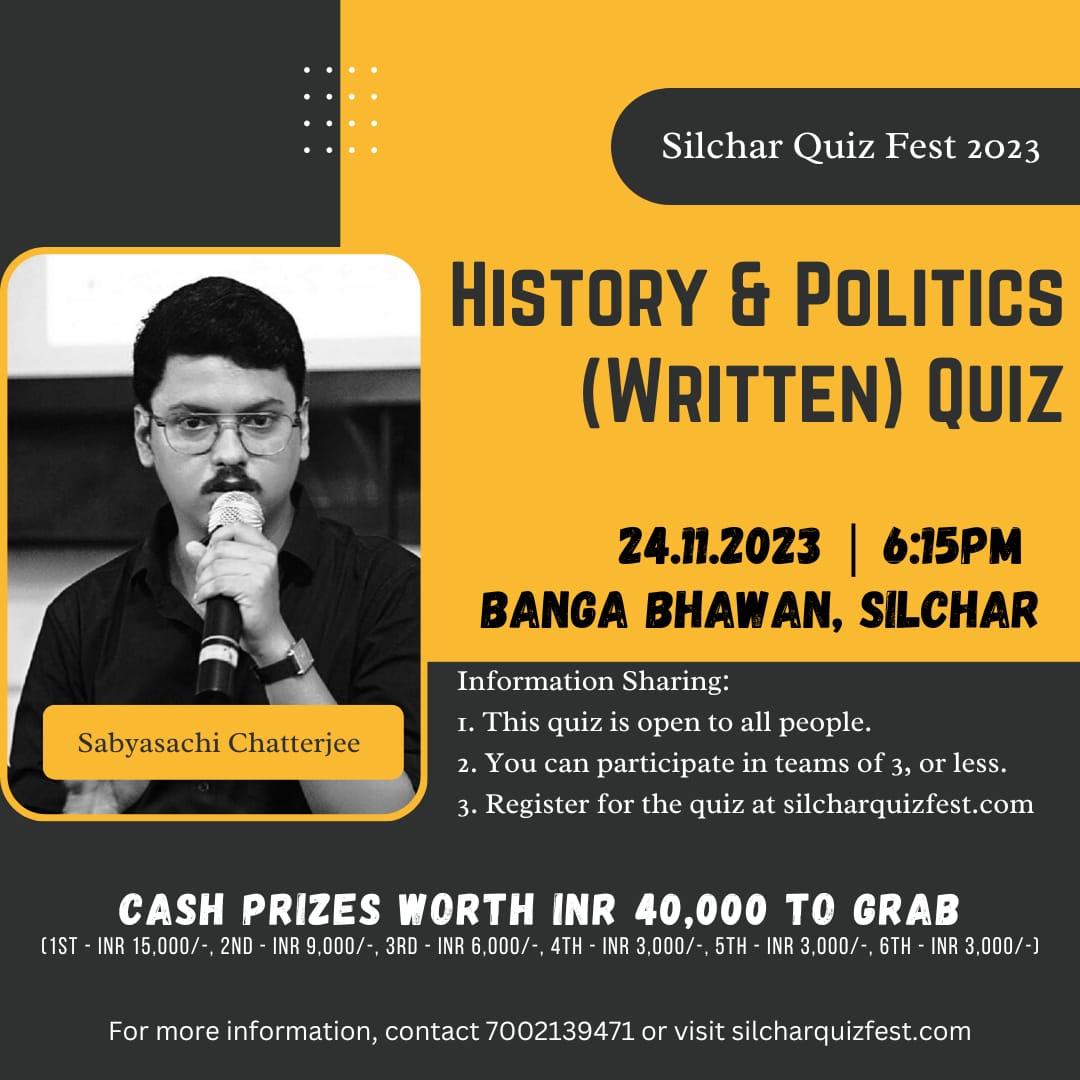 Silchar Quiz Fest 2023
History & Politics
(Written) Quiz
24.11.2023 | 6:15PM
BANGA BHAWAN, SILCHAR
Sabyasachi Chatterjee
Information Sharing:
1. This quiz is open to all people.
2. You can participate in teams of 3, or less.
3. Register for the quiz at silcharquizfest.com
CASH PRIZES WORTH INR 40,000 TO GRAB
(1ST - INR 15,000/-, 2ND - INR 9,000/-, 3RD - INR 6,000/-, 4TH - INR 3,000/-, 5TH - INR 3,000/-, 6TH - INR 3,000/-)
For more information, contact 7002139471 or visit silcharquizfest.com